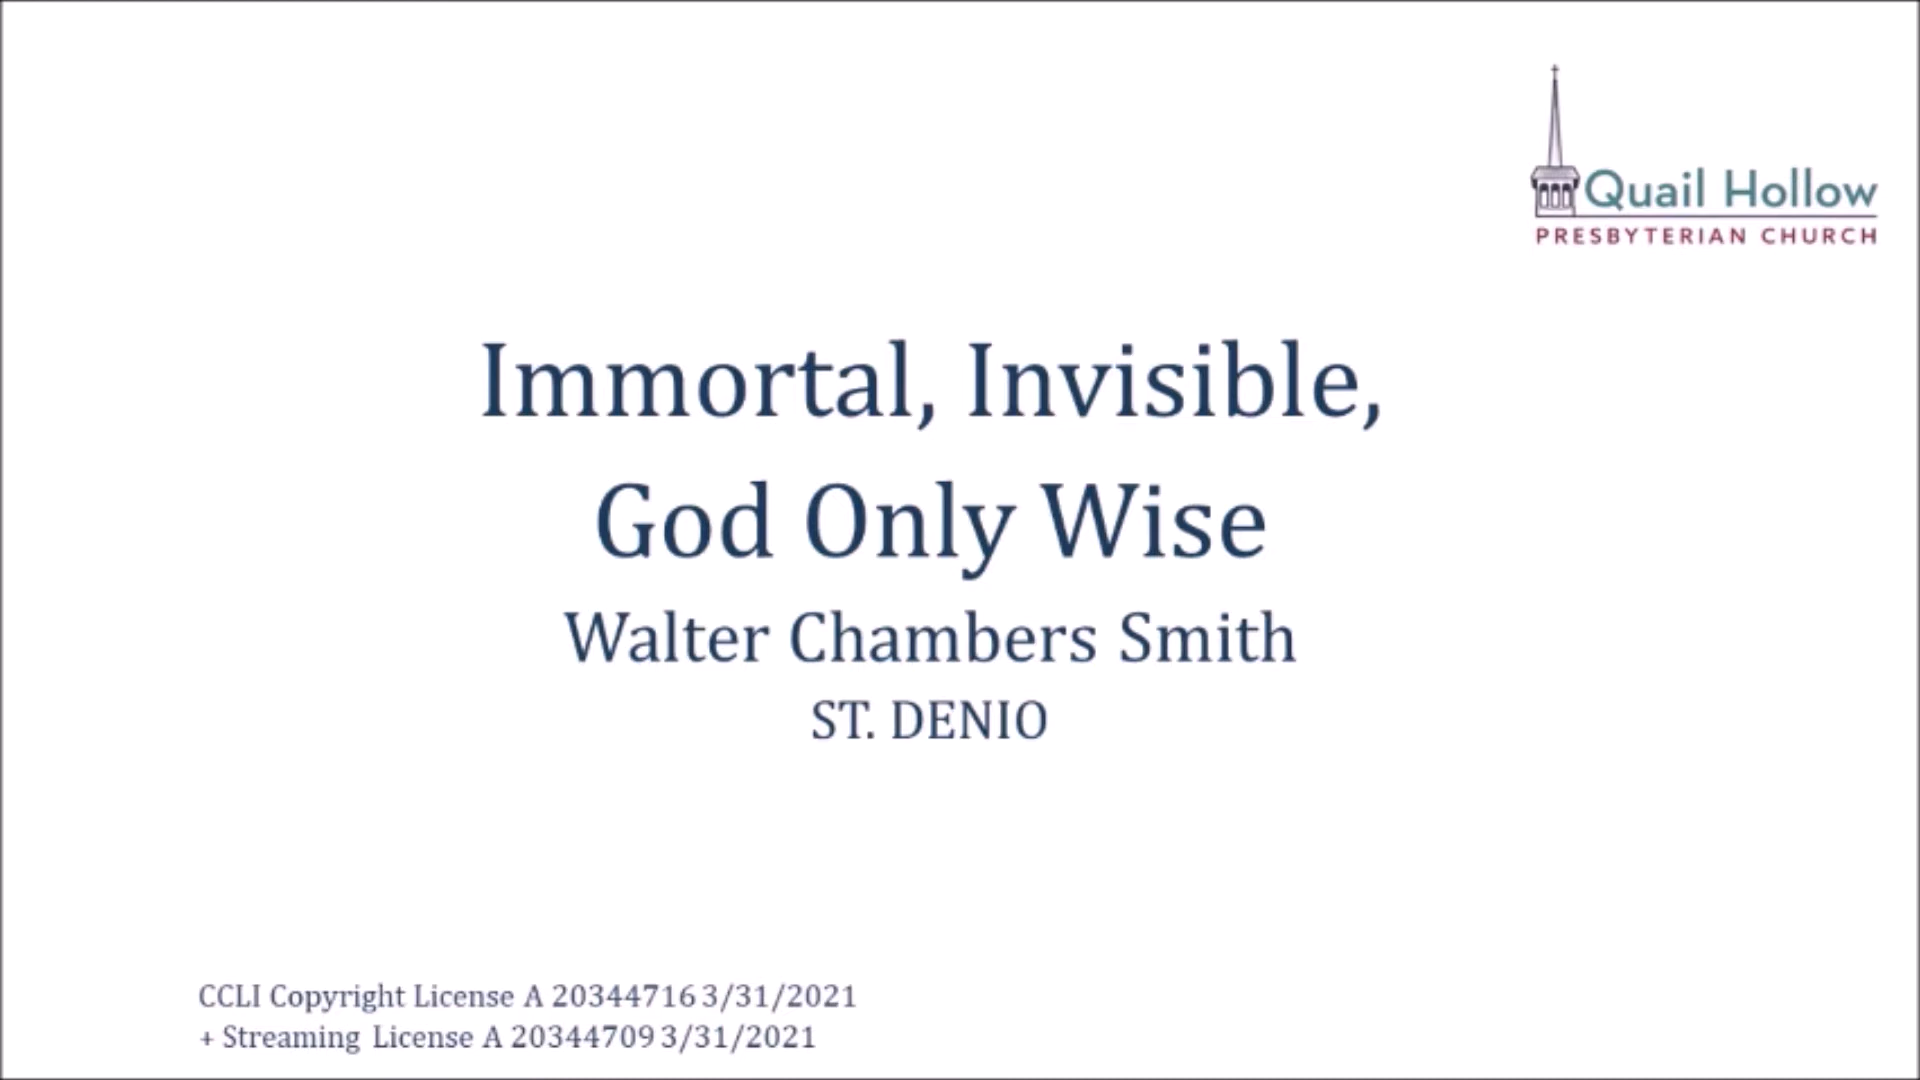 Quail Hollow
PRESBYTERIAN CHURCH
Immortal, Invisible,
God Only Wise
Walter Chambers Smith
ST. DENIO
CCLI Copyright License A 20344716 3/31/2021
+ Streaming License A 20344709 3/31/2021